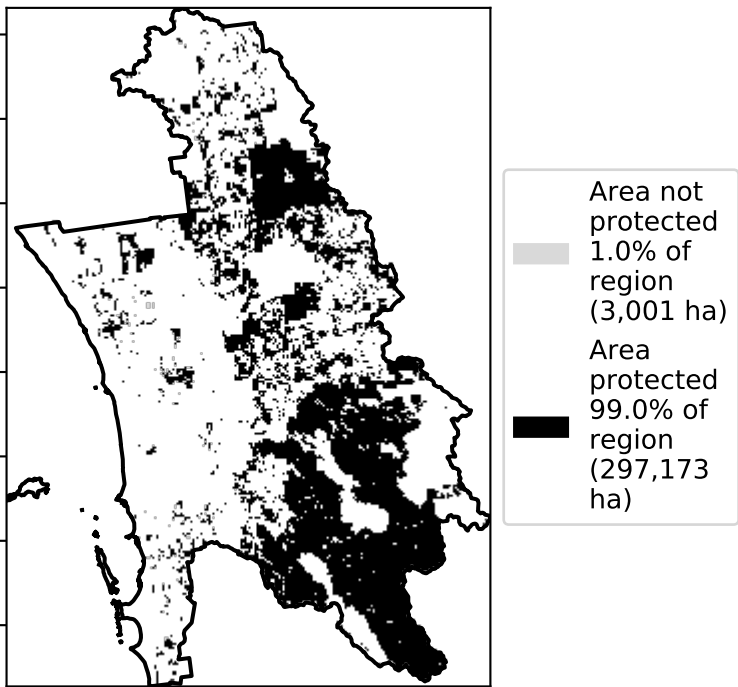 Area not
protected
1.0% of
region
(3,001 ha)
Area
protected
99.0% of
region
(297,173
ha)